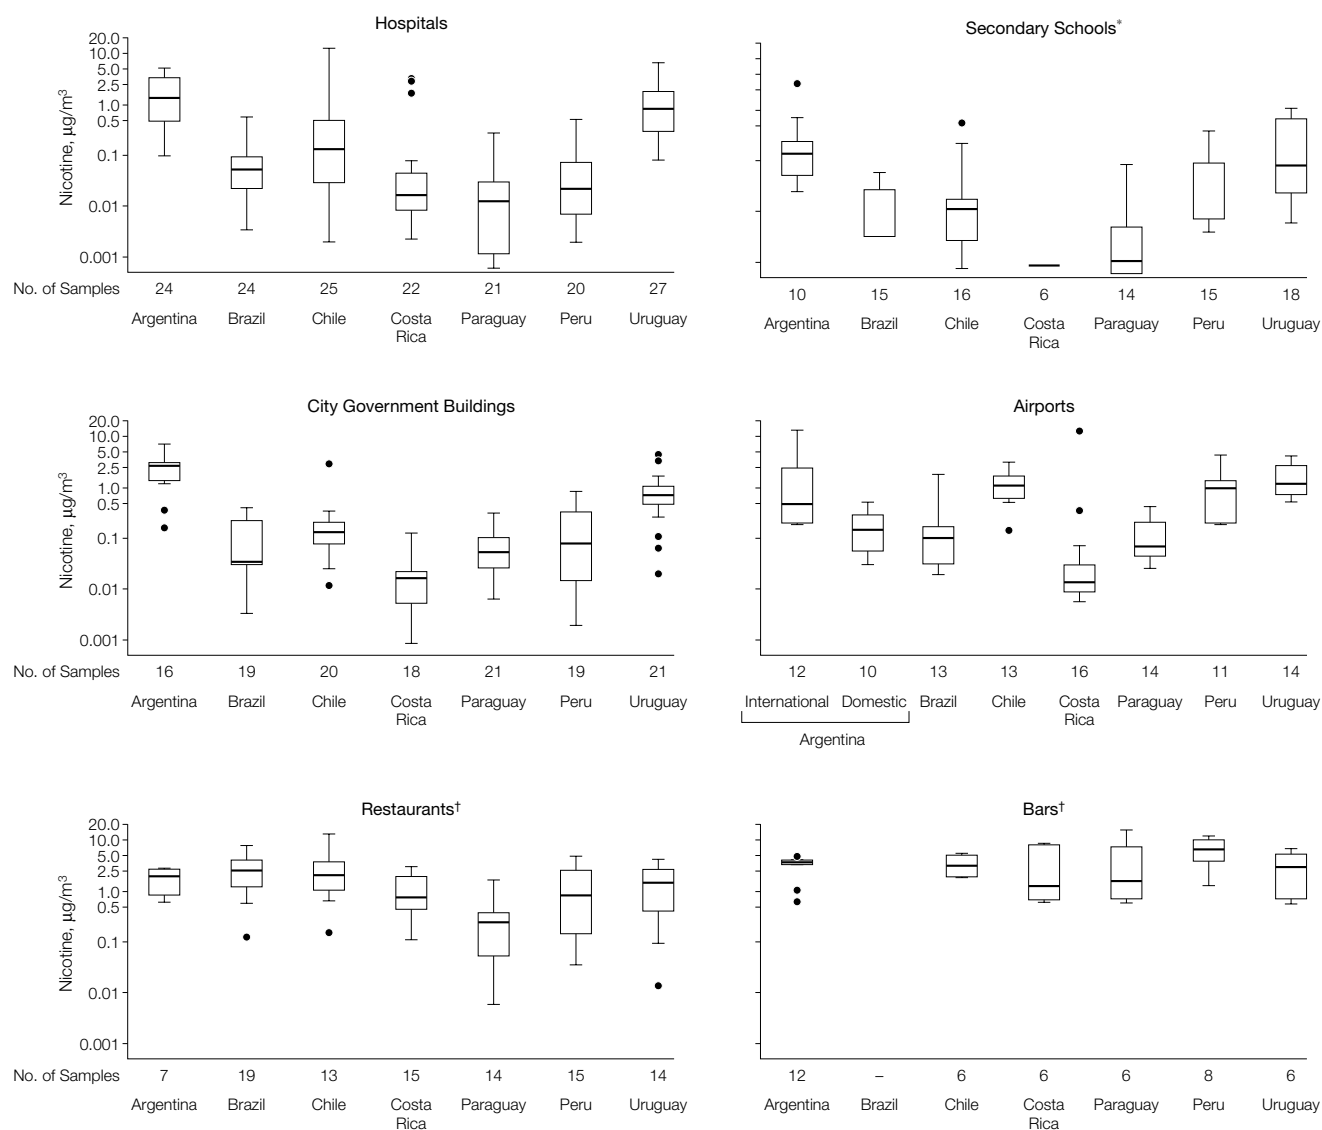 Hospitals
Nicotine, μg/m³
20.0
10.0
5.0
2.5
1.0
0.5
0.1
0.01
0.001
No. of Samples 24 24 25 22 21 20 27
Argentina Brazil Chile Costa Paraguay Peru Uruguay
Rica
Secondary Schools*
10 15 16 6 14 15 18
Argentina Brazil Chile Costa Paraguay Peru Uruguay
Rica
City Government Buildings
Nicotine, μg/m³
20.0
10.0
5.0
2.5
1.0
0.5
0.1
0.01
0.001
No. of Samples 16 19 20 18 21 19 21
Argentina Brazil Chile Costa Paraguay Peru Uruguay
Rica
Airports
12 10 13 13 16 14 11 14
International Domestic Brazil Chile Costa Paraguay Peru Uruguay
Rica
Argentina
Restaurants†
Nicotine, μg/m³
20.0
10.0
5.0
2.5
1.0
0.5
0.1
0.01
0.001
No. of Samples 7 19 13 15 14 15 14
Argentina Brazil Chile Costa Paraguay Peru Uruguay
Rica
Bars†
12 – 6 6 6 8 6
Argentina Brazil Chile Costa Paraguay Peru Uruguay
Rica